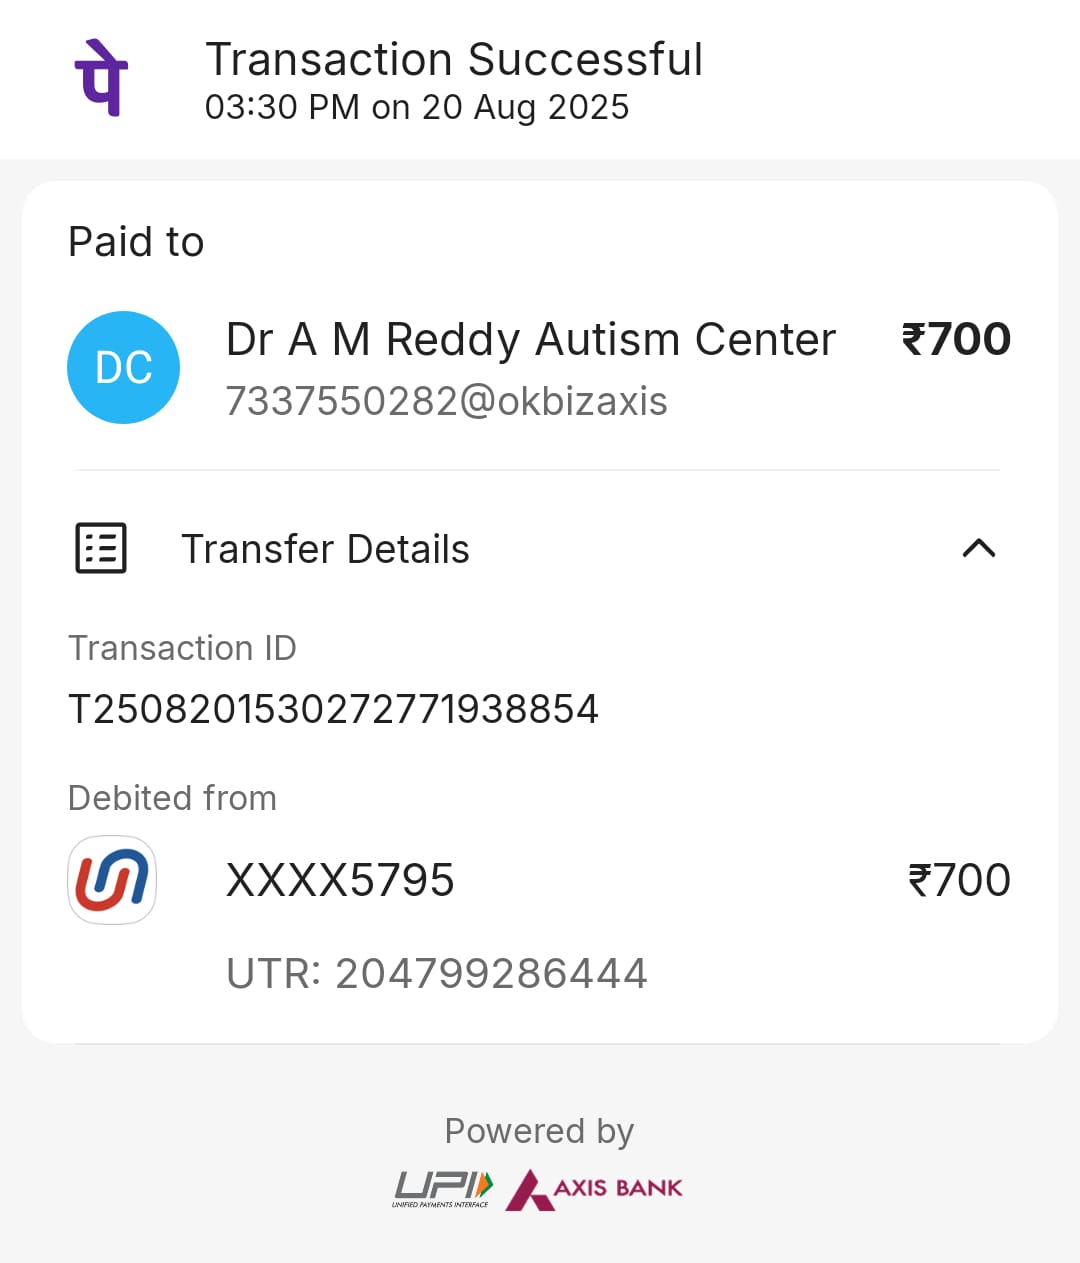 पे
Transaction Successful
03:30 PM on 20 Aug 2025
Paid to
DC
Dr A M Reddy Autism Center ₹700
7337550282@okbizaxis
Transfer Details
Transaction ID
T2508201530272771938854
Debited from
XXXX5795 ₹700
UTR: 204799286444
Powered by
UPI AXIS BANK
UNIFIED PAYMENTS INTERFACE